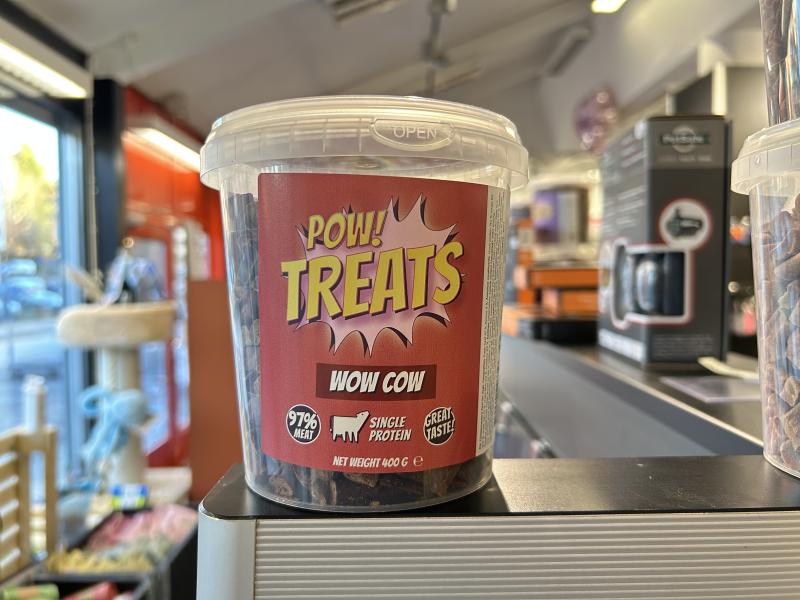 OPEN
POW!
TREATS
WOW COW
97%
MEAT
SINGLE
PROTEIN
GREAT
TASTE!
NET WEIGHT 400 G ℮